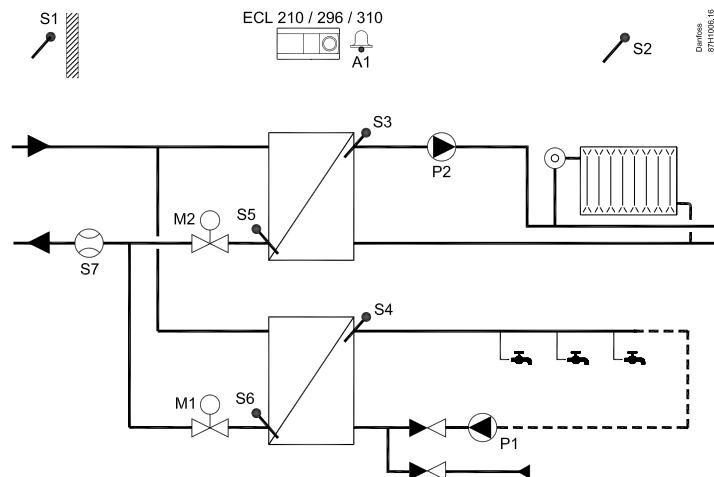 S1
ECL 210 / 296 / 310
A1
S2
Danfoss
87H1006.16
S3
P2
M2
S5
S7
S4
M1
S6
P1